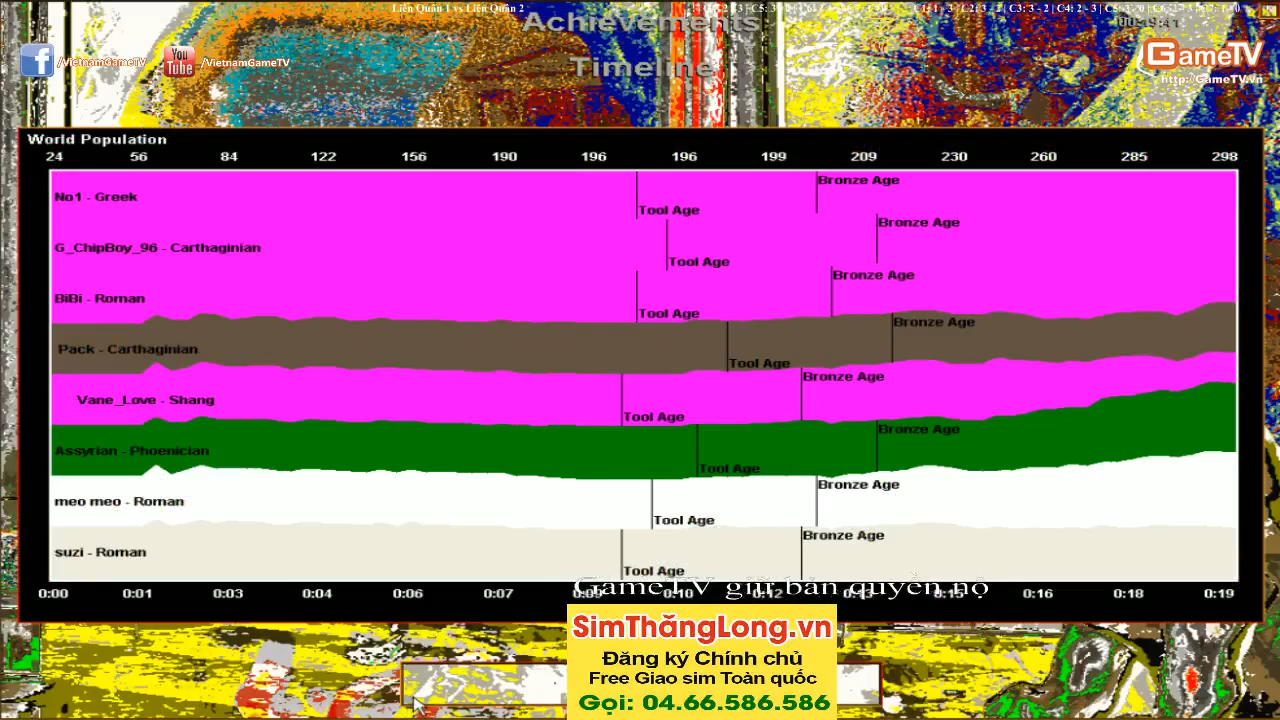 Liên Quân 1 vs Liên Quân 2
Achievements
Timeline
00:19:41
/VietnamGameTV
You Tube /VietnamGameTV
GameTV
http://GameTV.vn
World Population
24 56 84 122 156 190 196 196 199 209 230 260 285 298
No1 - Greek
Tool Age
Bronze Age
G_ChipBoy_96 - Carthaginian
Tool Age
Bronze Age
BiBi - Roman
Tool Age
Bronze Age
Pack - Carthaginian
Tool Age
Bronze Age
Vane_Love - Shang
Tool Age
Bronze Age
Assyrian - Phoenician
Tool Age
Bronze Age
meo meo - Roman
Tool Age
Bronze Age
suzi - Roman
Tool Age
Bronze Age
GameTV giữ bản quyền nộ
0:00 0:01 0:03 0:04 0:06 0:07 0:10 0:12 0:16 0:18 0:19
SimThăngLong.vn
Đăng ký Chính chủ
Free Giao sim Toàn quốc
Gọi: 04.66.586.586